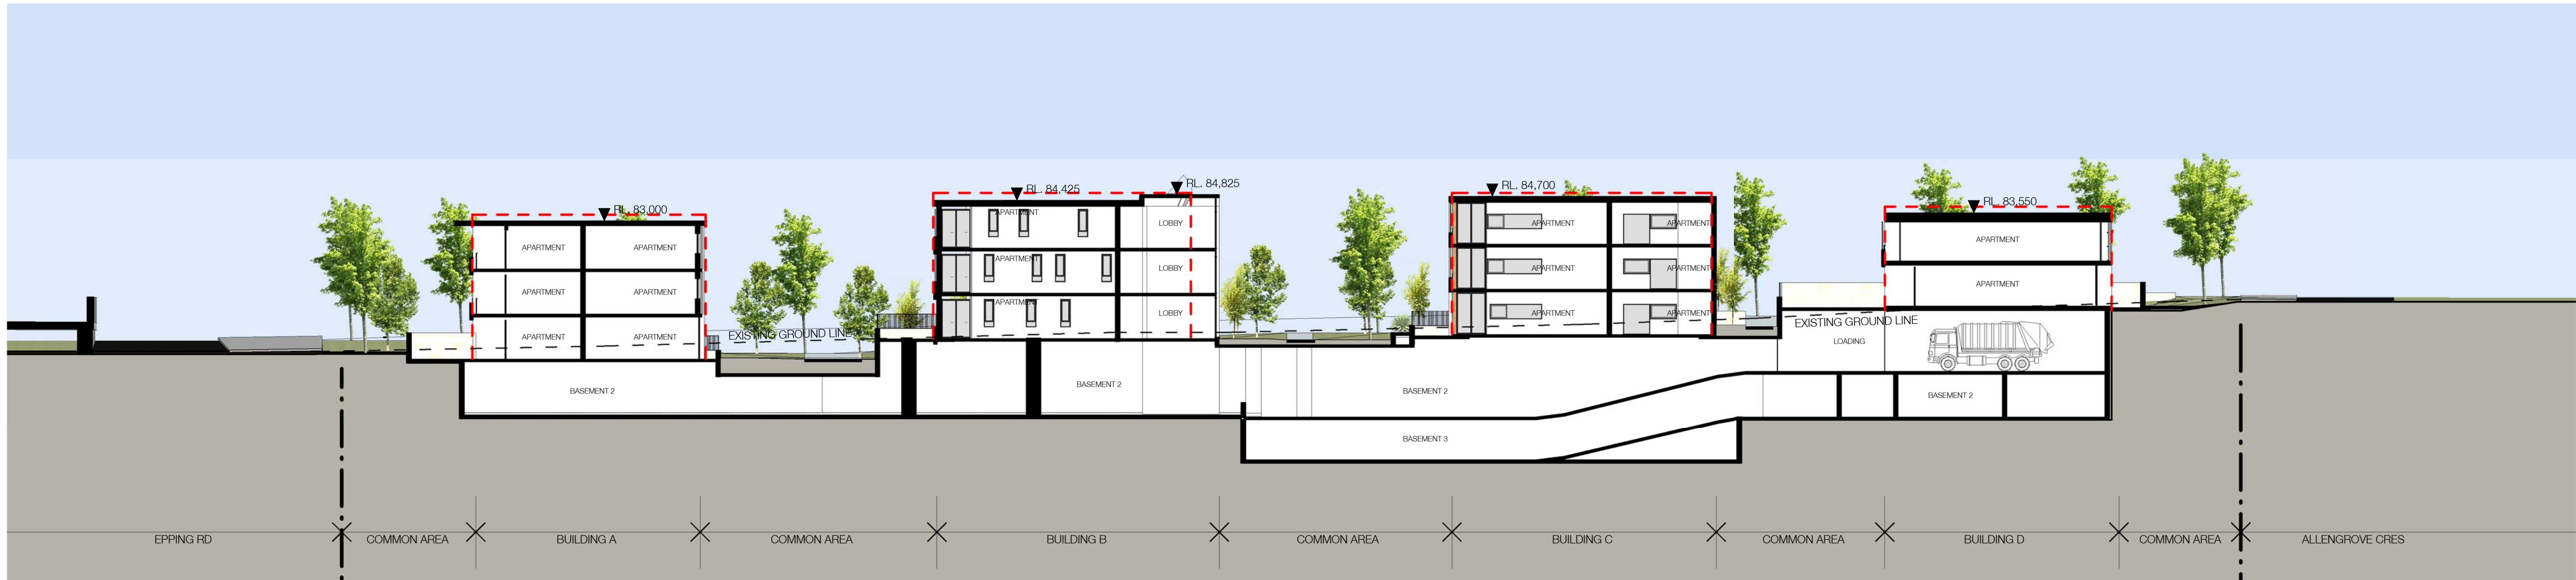 RL. 84,425
RL. 84,825
RL. 84,700
RL. 83,000
RL. 83,550
APARTMENT
LOBBY
APARTMENT
APARTMENT
APARTMENT
APARTMENT
APARTMENT
APARTMENT
LOBBY
APARTMENT
APARTMENT
APARTMENT
APARTMENT
APARTMENT
APARTMENT
APARTMENT
LOBBY
APARTMENT
APARTMENT
EXISTING GROUND LINE
EXISTING GROUND LINE
APARTMENT
APARTMENT
LOADING
BASEMENT 2
BASEMENT 2
BASEMENT 2
BASEMENT 2
BASEMENT 3
EPPING RD
COMMON AREA
BUILDING A
COMMON AREA
BUILDING B
COMMON AREA
BUILDING C
COMMON AREA
BUILDING D
COMMON AREA
ALLENGROVE CRES